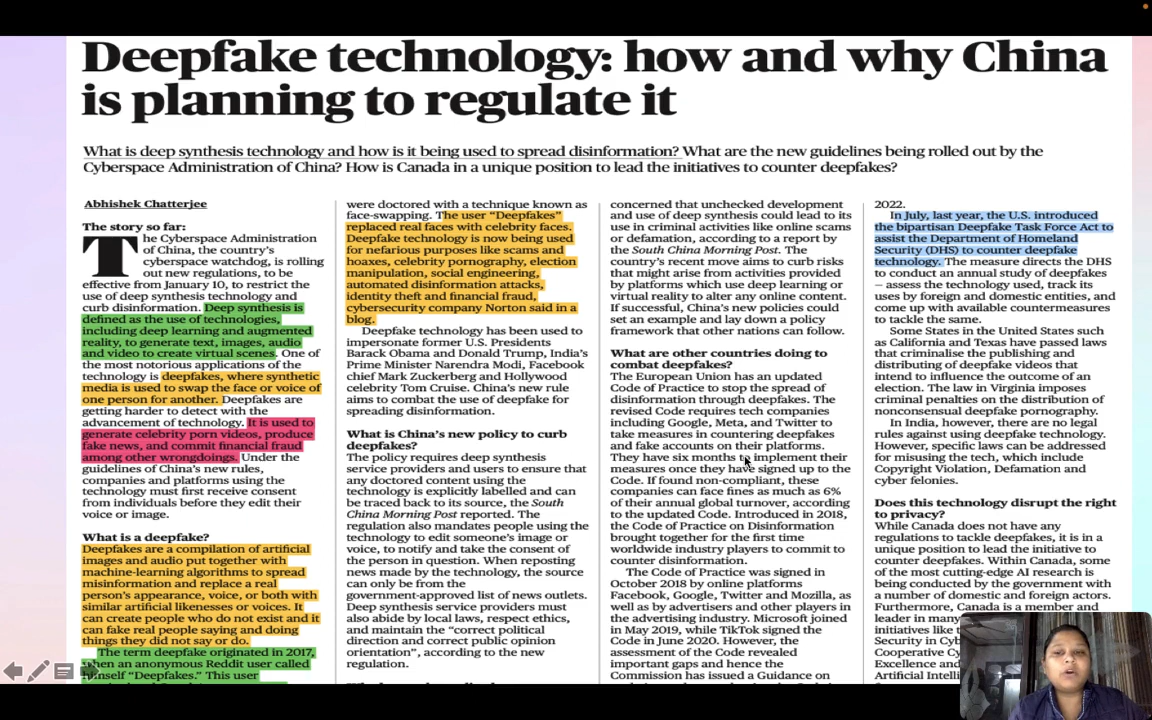 Deepfake technology: how and why China
is planning to regulate it
What is deep synthesis technology and how is it being used to spread disinformation? What are the new guidelines being rolled out by the
Cyberspace Administration of China? How is Canada in a unique position to lead the initiatives to counter deepfakes?
Abhishek Chatterjee
The story so far:
The Cyberspace Administration
of China, the country's
cyberspace watchdog, is rolling
out new regulations, to be
effective from January 10, to restrict the
use of deep synthesis technology and
curb disinformation. Deep synthesis is
defined as the use of technologies,
including deep learning and augmented
reality, to generate text, images, audio
and video to create virtual scenes. One of
the most notorious applications of the
technology is deepfakes, where synthetic
media is used to swap the face or voice of
one person for another. Deepfakes are
getting harder to detect with the
advancement of technology. It is used to
generate celebrity porn videos, produce
fake news, and commit financial fraud
among other wrongdoings. Under the
guidelines of China's new rules,
companies and platforms using the
technology must first receive consent
from individuals before they edit their
voice or image.
What is a deepfake?
Deepfakes are a compilation of artificial
images and audio put together with
machine-learning algorithms to spread
misinformation and replace a real
person's appearance, voice, or both with
similar artificial likenesses or voices. It
can create people who do not exist and it
can fake real people saying and doing
things they did not say or do.
The term deepfake originated in 2017,
when an anonymous Reddit user called
himself "Deepfakes." This user
were doctored with a technique known as
face-swapping. The user "Deepfakes"
replaced real faces with celebrity faces.
Deepfake technology is now being used
for nefarious purposes like scams and
hoaxes, celebrity pornography, election
manipulation, social engineering,
automated disinformation attacks,
identity theft and financial fraud,
cybersecurity company Norton said in a
blog.
Deepfake technology has been used to
impersonate former U.S. Presidents
Barack Obama and Donald Trump, India's
Prime Minister Narendra Modi, Facebook
chief Mark Zuckerberg and Hollywood
celebrity Tom Cruise. China's new rule
aims to combat the use of deepfake for
spreading disinformation.
What is China's new policy to curb
deepfakes?
The policy requires deep synthesis
service providers and users to ensure that
any doctored content using the
technology is explicitly labelled and can
be traced back to its source, the South
China Morning Post reported. The
regulation also mandates people using the
technology to edit someone's image or
voice, to notify and take the consent of
the person in question. When reposting
news made by the technology, the source
can only be from the
government-approved list of news outlets.
Deep synthesis service providers must
also abide by local laws, respect ethics,
and maintain the "correct political
direction and correct public opinion
orientation", according to the new
regulation.
concerned that unchecked development
and use of deep synthesis could lead to its
use in criminal activities like online scams
or defamation, according to a report by
the South China Morning Post. The
country's recent move aims to curb risks
that might arise from activities provided
by platforms which use deep learning or
virtual reality to alter any online content.
If successful, China's new policies could
set an example and lay down a policy
framework that other nations can follow.
What are other countries doing to
combat deepfakes?
The European Union has an updated
Code of Practice to stop the spread of
disinformation through deepfakes. The
revised Code requires tech companies
including Google, Meta, and Twitter to
take measures in countering deepfakes
and fake accounts on their platforms.
They have six months to implement their
measures once they have signed up to the
Code. If found non-compliant, these
companies can face fines as much as 6%
of their annual global turnover, according
to the updated Code. Introduced in 2018,
the Code of Practice on Disinformation
brought together for the first time
worldwide industry players to commit to
counter disinformation.
The Code of Practice was signed in
October 2018 by online platforms
Facebook, Google, Twitter and Mozilla, as
well as by advertisers and other players in
the advertising industry. Microsoft joined
in May 2019, while TikTok signed the
Code in June 2020. However, the
assessment of the Code revealed
important gaps and hence the
Commission has issued a Guidance on
2022.
In July, last year, the U.S. introduced
the bipartisan Deepfake Task Force Act to
assist the Department of Homeland
Security (DHS) to counter deepfake
technology. The measure directs the DHS
to conduct an annual study of deepfakes
— assess the technology used, track its
uses by foreign and domestic entities, and
come up with available countermeasures
to tackle the same.
Some States in the United States such
as California and Texas have passed laws
that criminalise the publishing and
distributing of deepfake videos that
intend to influence the outcome of an
election. The law in Virginia imposes
criminal penalties on the distribution of
nonconsensual deepfake pornography.
In India, however, there are no legal
rules against using deepfake technology.
However, specific laws can be addressed
for misusing the tech, which include
Copyright Violation, Defamation and
cyber felonies.
Does this technology disrupt the right
to privacy?
While Canada does not have any
regulations to tackle deepfakes, it is in a
unique position to lead the initiative to
counter deepfakes. Within Canada, some
of the most cutting-edge AI research is
being conducted by the government with
a number of domestic and foreign actors.
Furthermore, Canada is a member and
leader in many
initiatives like t
Security in Cy
Cooperative Cy
Excellence and
Artificial Intelli